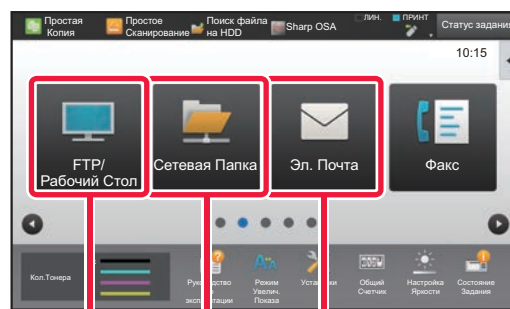 Простая
Копия
Простое
Сканирование
Поиск файла
на HDD
Sharp OSA
ЛИН.
ПРИНТ
Статус задани
10:15
FTP/
Рабочий Стол
Сетевая Папка
Эл. Почта
Факс
Кол.Тонера
Режим
Увелич.
Показа
Общий
Счетчик
Настройка
Яркости
Состояние
Задания